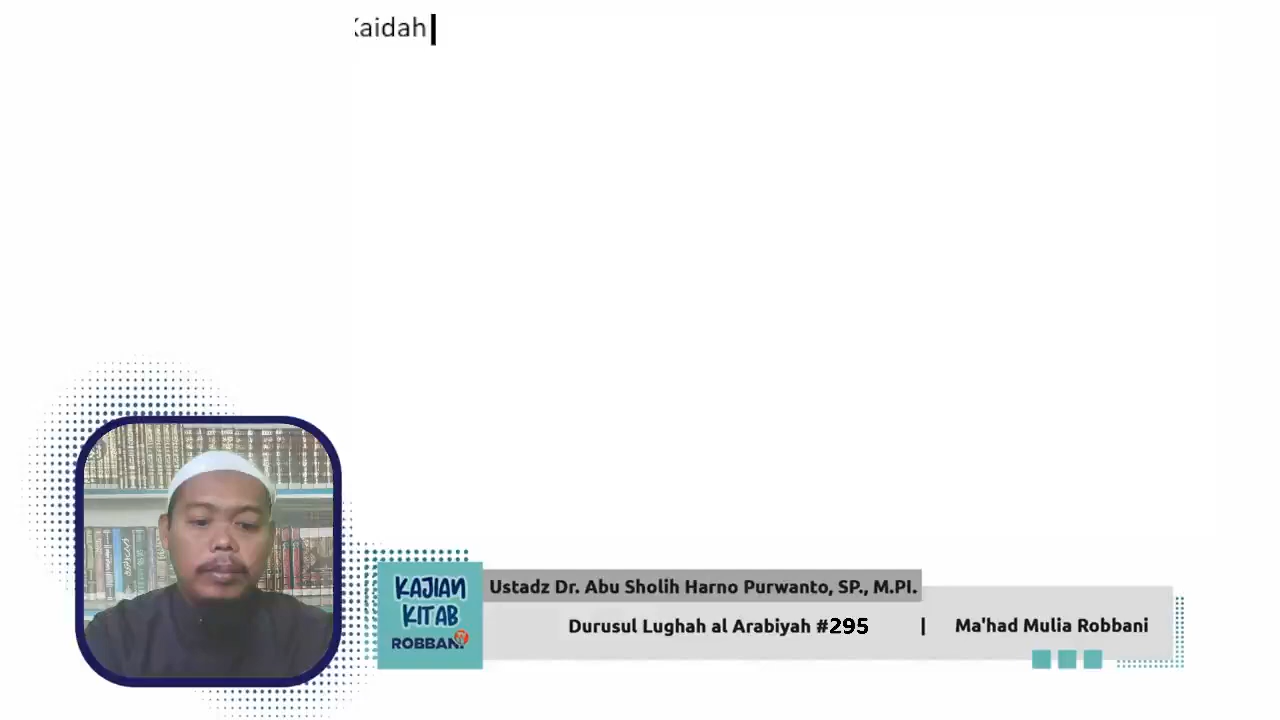 Kaidah
KAJIAN
KITAB
ROBBANI
Ustadz Dr. Abu Sholih Harno Purwanto, SP., M.PI.
Durusul Lughah al Arabiyah #295 | Ma'had Mulia Robbani